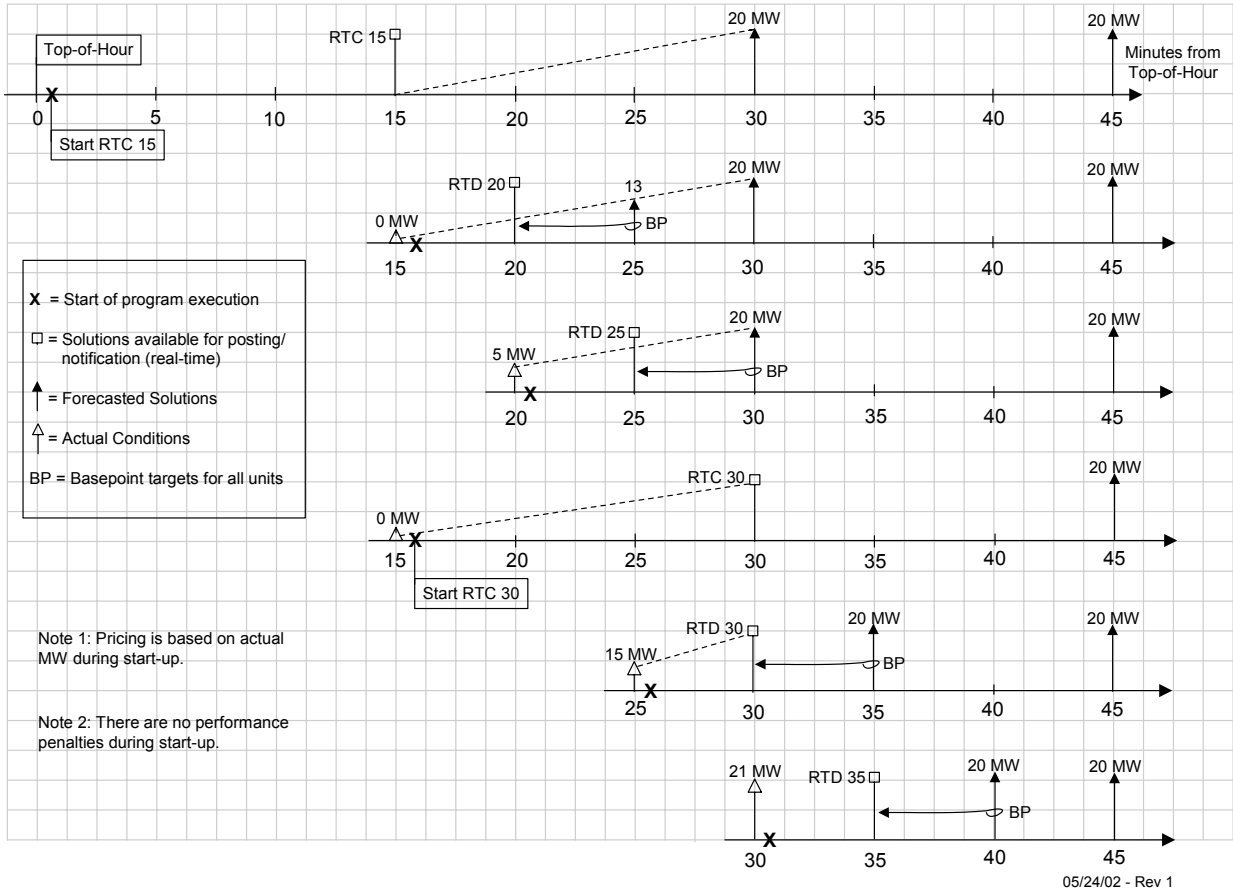 20 MW
20 MW
RTC 15
Top-of-Hour
Minutes from
Top-of-Hour
X
0
5
10
15
20
25
30
35
40
45
Start RTC 15
20 MW
20 MW
RTD 20
13
0 MW
BP
X
15
20
25
30
35
40
45
X = Start of program execution
= Solutions available for posting/
notification (real-time)
= Forecasted Solutions
= Actual Conditions
BP = Basepoint targets for all units
20 MW
20 MW
RTD 25
5 MW
BP
X
20
25
30
35
40
45
RTC 30
20 MW
0 MW
X
15
20
25
30
35
40
45
Start RTC 30
Note 1: Pricing is based on actual
MW during start-up.
Note 2: There are no performance
penalties during start-up.
RTD 30
20 MW
20 MW
15 MW
BP
X
25
30
35
40
45
21 MW
RTD 35
20 MW
20 MW
BP
X
30
35
40
45
05/24/02 - Rev 1